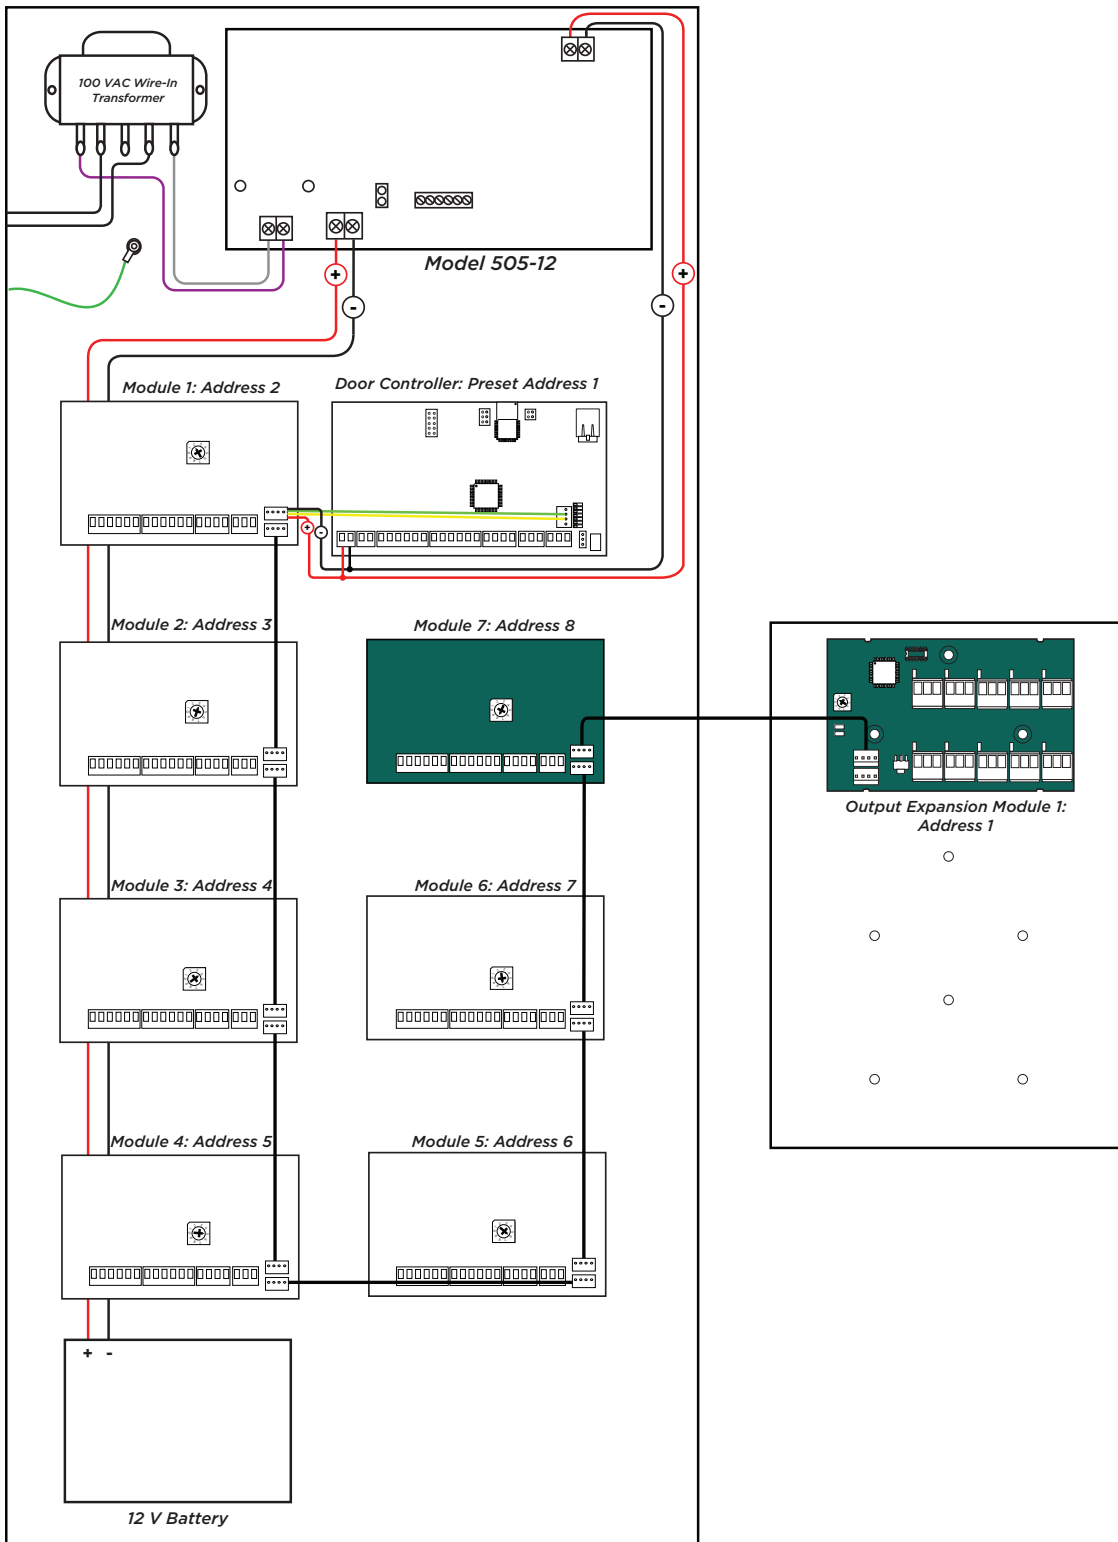 100 VAC Wire-In
Transformer
Model 505-12
+
+
-
-
Module 1: Address 2
Door Controller: Preset Address 1
+
-
Module 2: Address 3
Module 7: Address 8
Output Expansion Module 1:
Address 1
Module 3: Address 4
Module 6: Address 7
Module 4: Address 5
Module 5: Address 6
+ -
12 V Battery